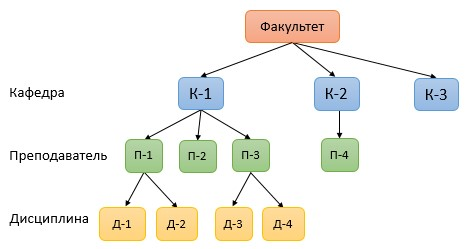 Факультет
Кафедра К-1 К-2 К-3
Преподаватель П-1 П-2 П-3 П-4
Дисциплина Д-1 Д-2 Д-3 Д-4